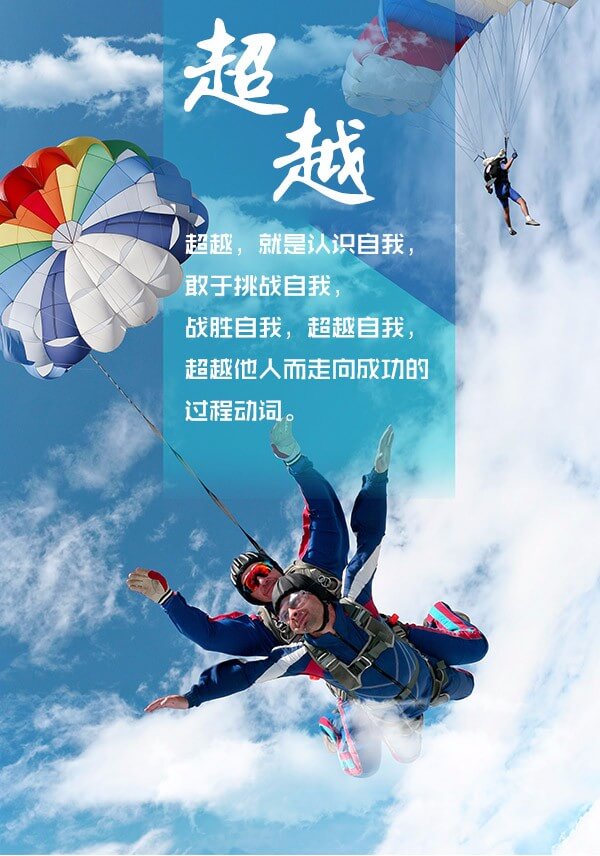 超越
超越，就是认识自我，
敢于挑战自我，
战胜自我，超越自我，
超越他人而走向成功的
过程动词。